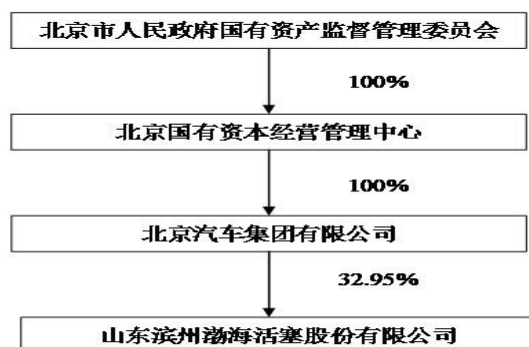 北京市人民政府国有资产监督管理委员会
100%
北京国有资本经营管理中心
100%
北京汽车集团有限公司
32.95%
山东滨州渤海活塞股份有限公司